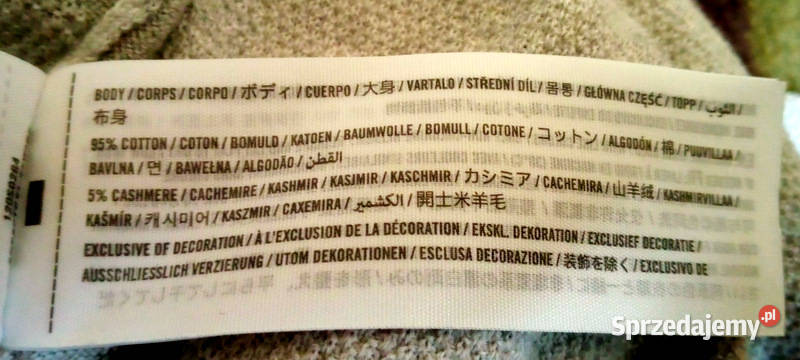 BODY / CORPS / CORPO / ボディ / CUERPO / 大身 / VARTALO / STŘEDNÍ DÍL / 몸통 / GŁÓWNA CZĘŚĆ / TOPP / الثوب /
布身
95% COTTON / COTON / BOMULD / KATOEN / BAUMWOLLE / BOMULL / COTONE / コットン / ALGODÓN / 棉 / PUUVILLAA /
BAVLNA / 면 / BAWEŁNA / ALGODÃO / القطن
5% CASHMERE / CACHEMIRE / KASHMIR / KASJMIR / KASCHMIR / カシミア / CACHEMIRA / 山羊绒 / KASHMIRVILLAA /
KAŠMÍR / 캐시미어 / KASZMIR / CAXEMIRA / الكشمير / 開士米羊毛
EXCLUSIVE OF DECORATION / À L'EXCLUSION DE LA DÉCORATION / EKSKL. DEKORATION / EXCLUSIEF DECORATIE /
AUSSCHLIESSLICH VERZIERUNG / UTOM DEKORATIONEN / ESCLUSA DECORAZIONE / 装飾を除く / EXCLUSIVO DE
Sprzedajemy.pl